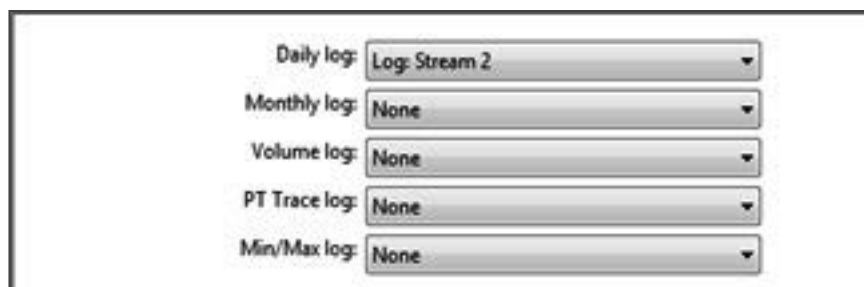 Daily log: Log: Stream 2
Monthly log: None
Volume log: None
PT Trace log: None
Min/Max log: None